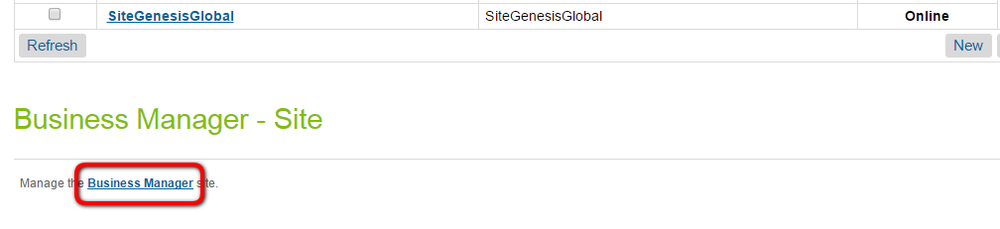 SiteGenesisGlobal SiteGenesisGlobal Online
Refresh New
Business Manager - Site
Manage the Business Manager site.